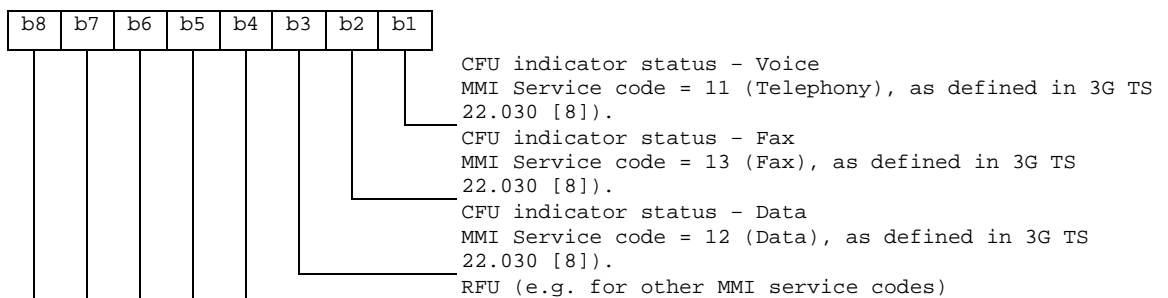 b8 b7 b6 b5 b4 b3 b2 b1
CFU indicator status – Voice
MMI Service code = 11 (Telephony), as defined in 3G TS
22.030 [8]).
CFU indicator status – Fax
MMI Service code = 13 (Fax), as defined in 3G TS
22.030 [8]).
CFU indicator status – Data
MMI Service code = 12 (Data), as defined in 3G TS
22.030 [8]).
RFU (e.g. for other MMI service codes)